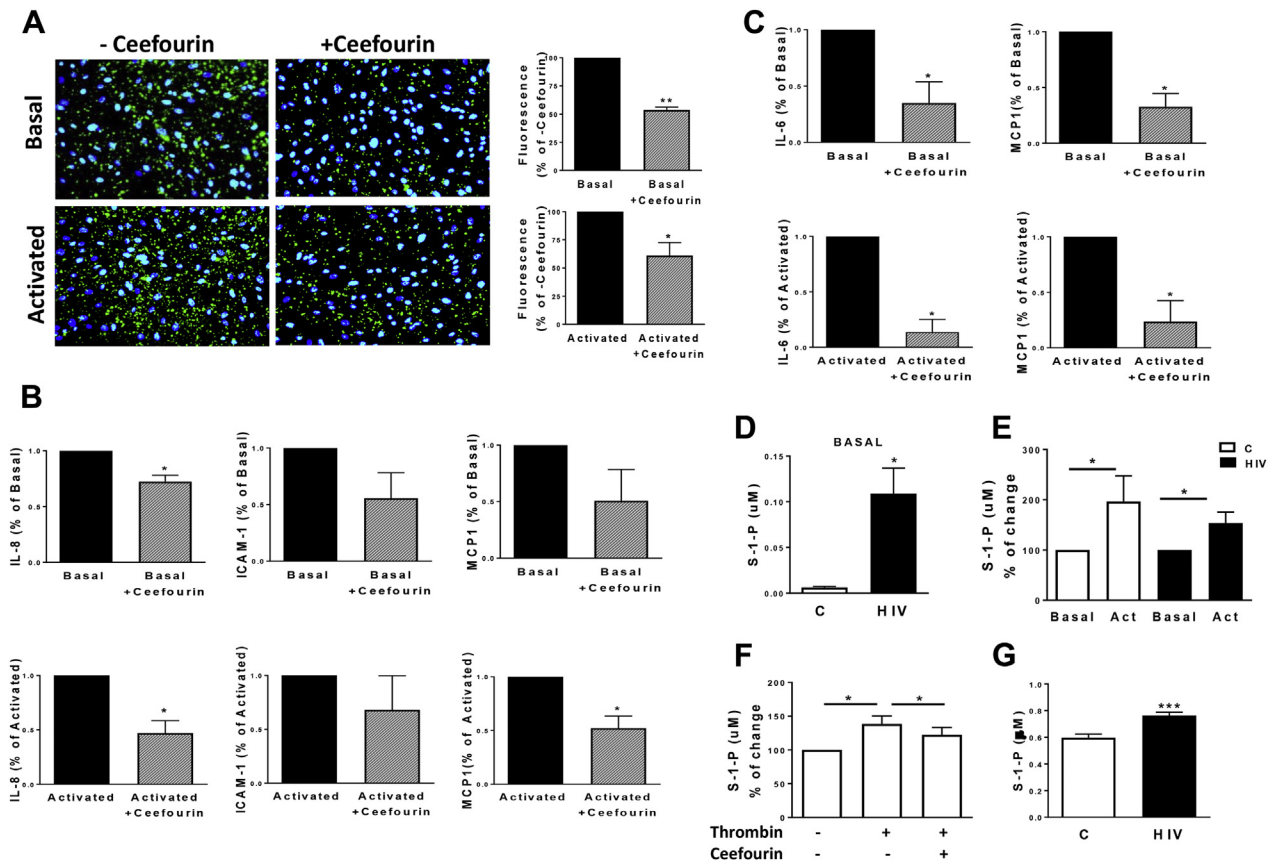 A
- Ceefourin
+Ceefourin
Basal
Activated
Fluorescence
(% of -Ceefourin)
100
50
0
**
Basal
Basal
+Ceefourin
Fluorescence
(% of -Ceefourin)
100
75
50
25
0
*
Activated
Activated
+Ceefourin
B
IL-8 (% of Basal)
1.0
0.5
0.0
*
Basal
Basal
+Ceefourin
ICAM-1 (% of Basal)
1.0
0.5
0.0
Basal
Basal
+Ceefourin
MCP1 (% of Basal)
1.0
0.5
0.0
Basal
Basal
+Ceefourin
IL-8 (% of Activated)
1.0
0.5
0.0
*
Activated
Activated
+Ceefourin
ICAM-1 (% of Activated)
1.0
0.5
0.0
Activated
Activated
+Ceefourin
MCP1(% of Activated)
1.0
0.5
0.0
*
Activated
Activated
+Ceefourin
C
IL-6 (% of Basal)
1.0
0.5
0.0
*
Basal
Basal
+Ceefourin
MCP1(% of Basal)
1.0
0.5
0.0
*
Basal
Basal
+Ceefourin
IL-6 (% of Activated)
1.0
0.5
0.0
*
Activated
Activated
+Ceefourin
MCP1 (% of Activated)
1.0
0.5
0.0
*
Activated
Activated
+Ceefourin
D
BASAL
S-1-P (uM)
0.15
0.10
0.05
0.00
*
C
HIV
E
C
HIV
S-1-P (uM)
% of change
300
250
200
150
100
0
*
*
Basal
Act
Basal
Act
F
S-1-P (uM)
% of change
200
150
100
50
0
*
*
Thrombin - + +
Ceefourin - +
G
1.0
0.8
0.6
0.4
0.2
0.0
***
C
HIV